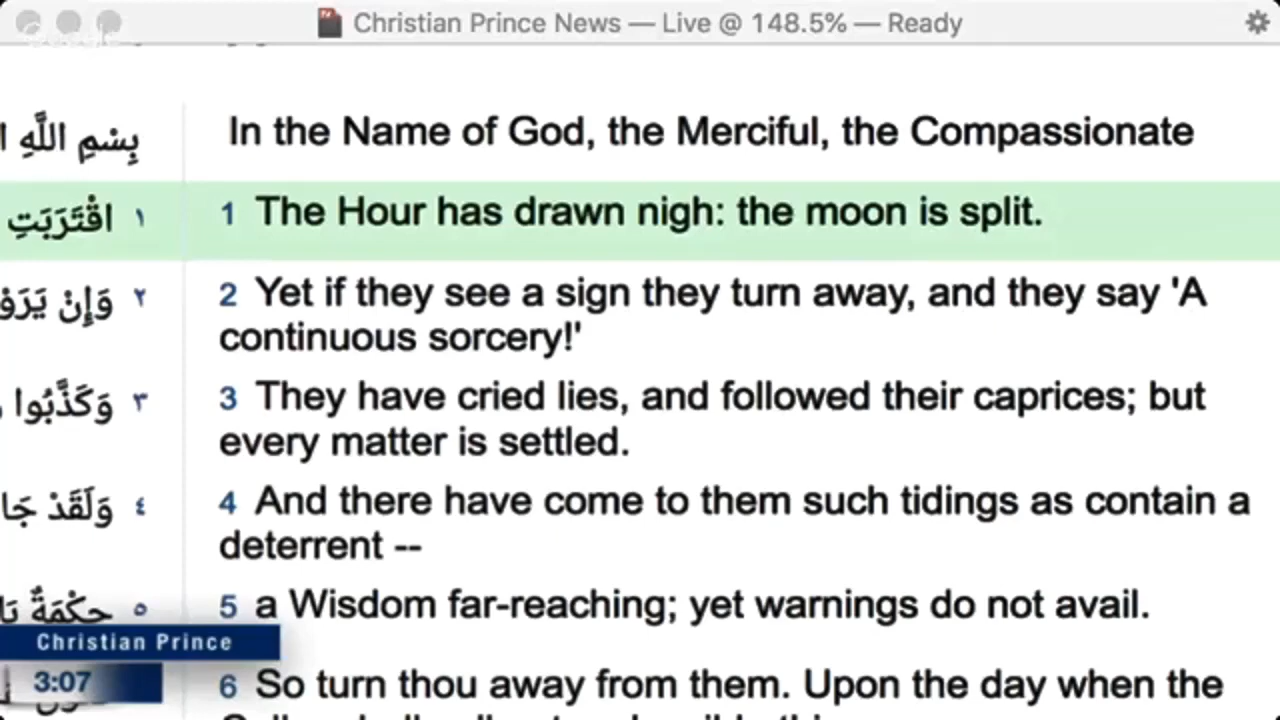 Christian Prince News — Live @ 148.5% — Ready
بِسْمِ اللَّهِ
In the Name of God, the Merciful, the Compassionate
١ اقْتَرَبَتِ
1 The Hour has drawn nigh: the moon is split.
٢ وَإِنْ
2 Yet if they see a sign they turn away, and they say 'A
continuous sorcery!'
٣ وَكَذَّبُوا
3 They have cried lies, and followed their caprices; but
every matter is settled.
٤ وَلَقَدْ
4 And there have come to them such tidings as contain a
deterrent --
٥ حِكْمَةٌ
5 a Wisdom far-reaching; yet warnings do not avail.
Christian Prince
3:07
6 So turn thou away from them. Upon the day when the